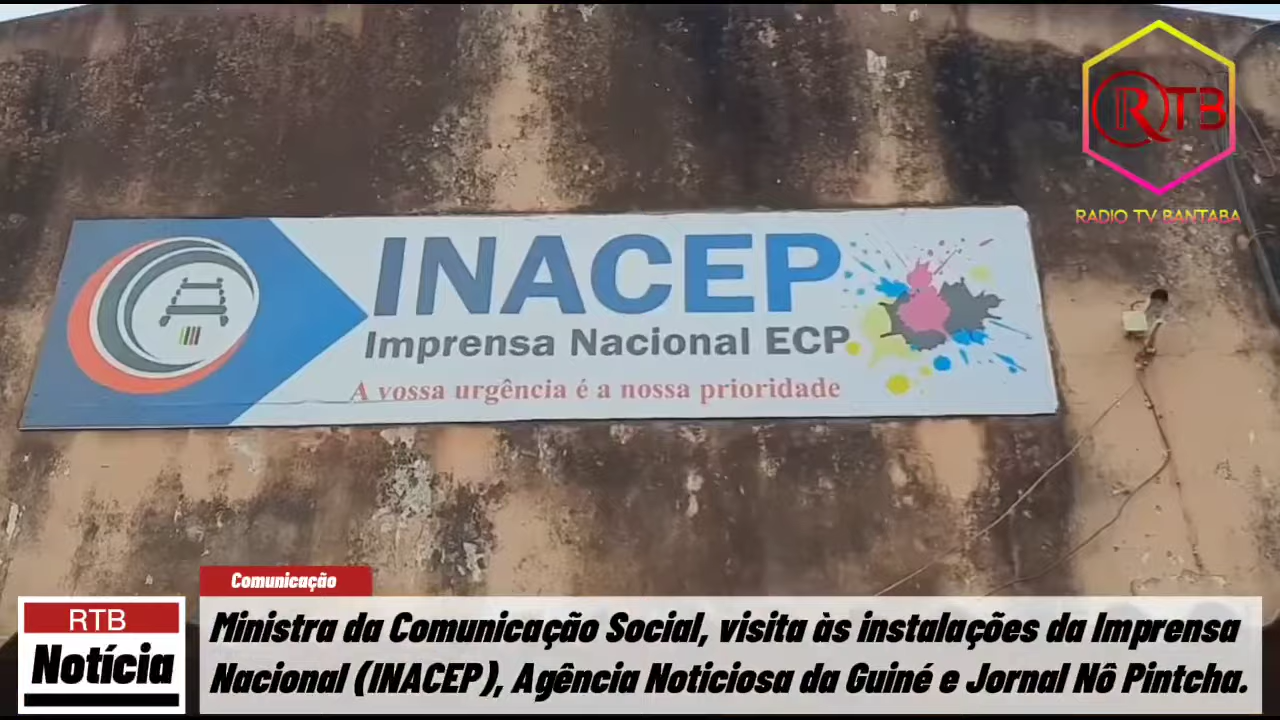 RTB
RADIO TV BANTABA
INACEP
Imprensa Nacional ECP
A vossa urgência é a nossa prioridade
Comunicação
RTB
Notícia
Ministra da Comunicação Social, visita às instalações da Imprensa
Nacional (INACEP), Agência Noticiosa da Guiné e Jornal Nô Pintcha.